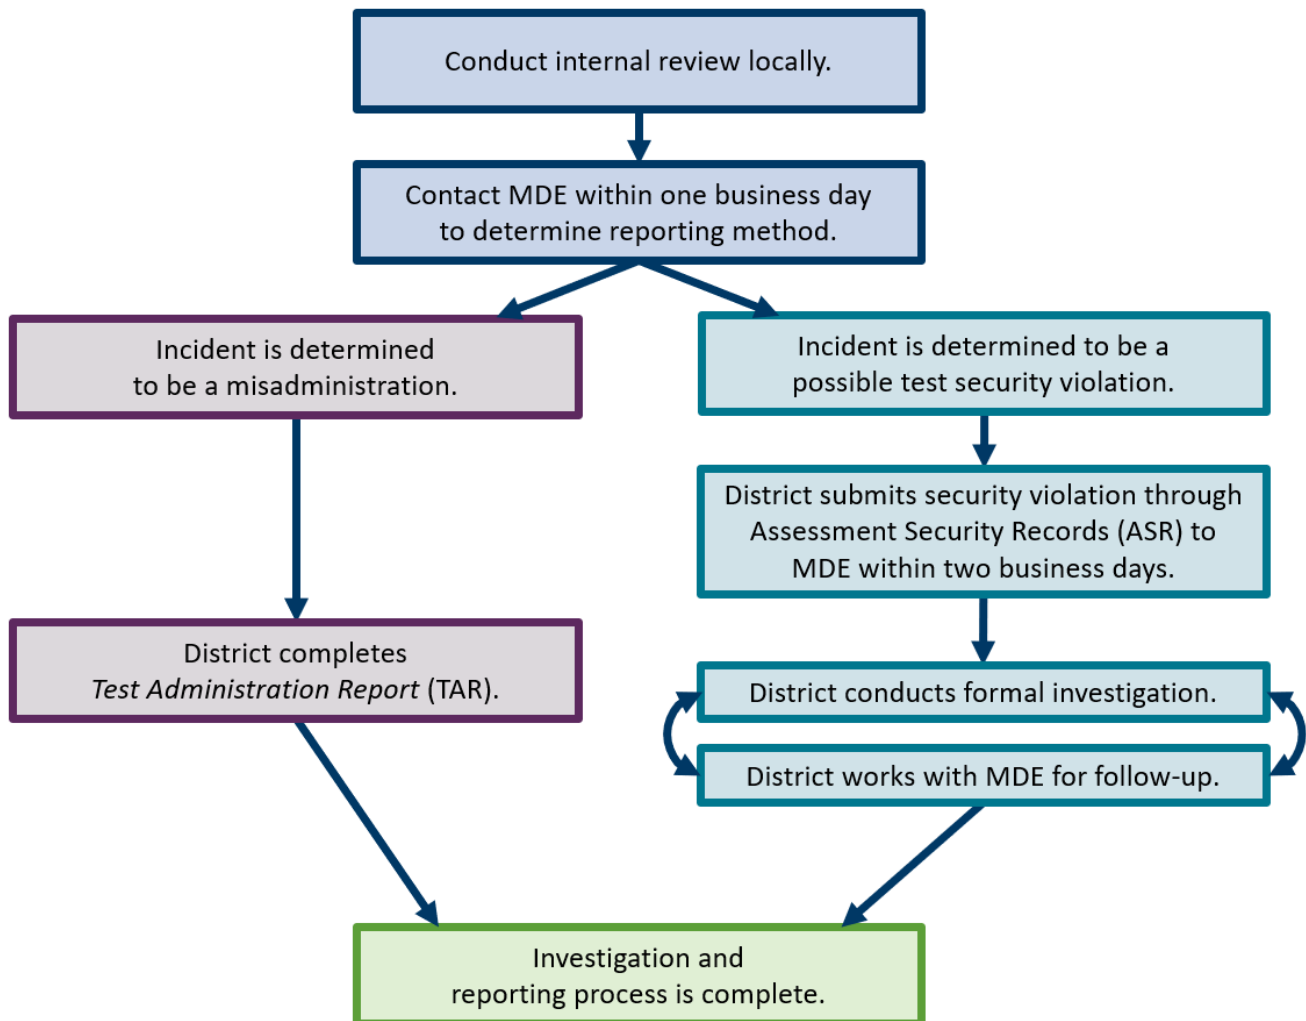 Conduct internal review locally.
Contact MDE within one business day
to determine reporting method.
Incident is determined
to be a misadministration.
Incident is determined to be a
possible test security violation.
District submits security violation through
Assessment Security Records (ASR) to
MDE within two business days.
District completes
Test Administration Report (TAR).
District conducts formal investigation.
District works with MDE for follow-up.
Investigation and
reporting process is complete.